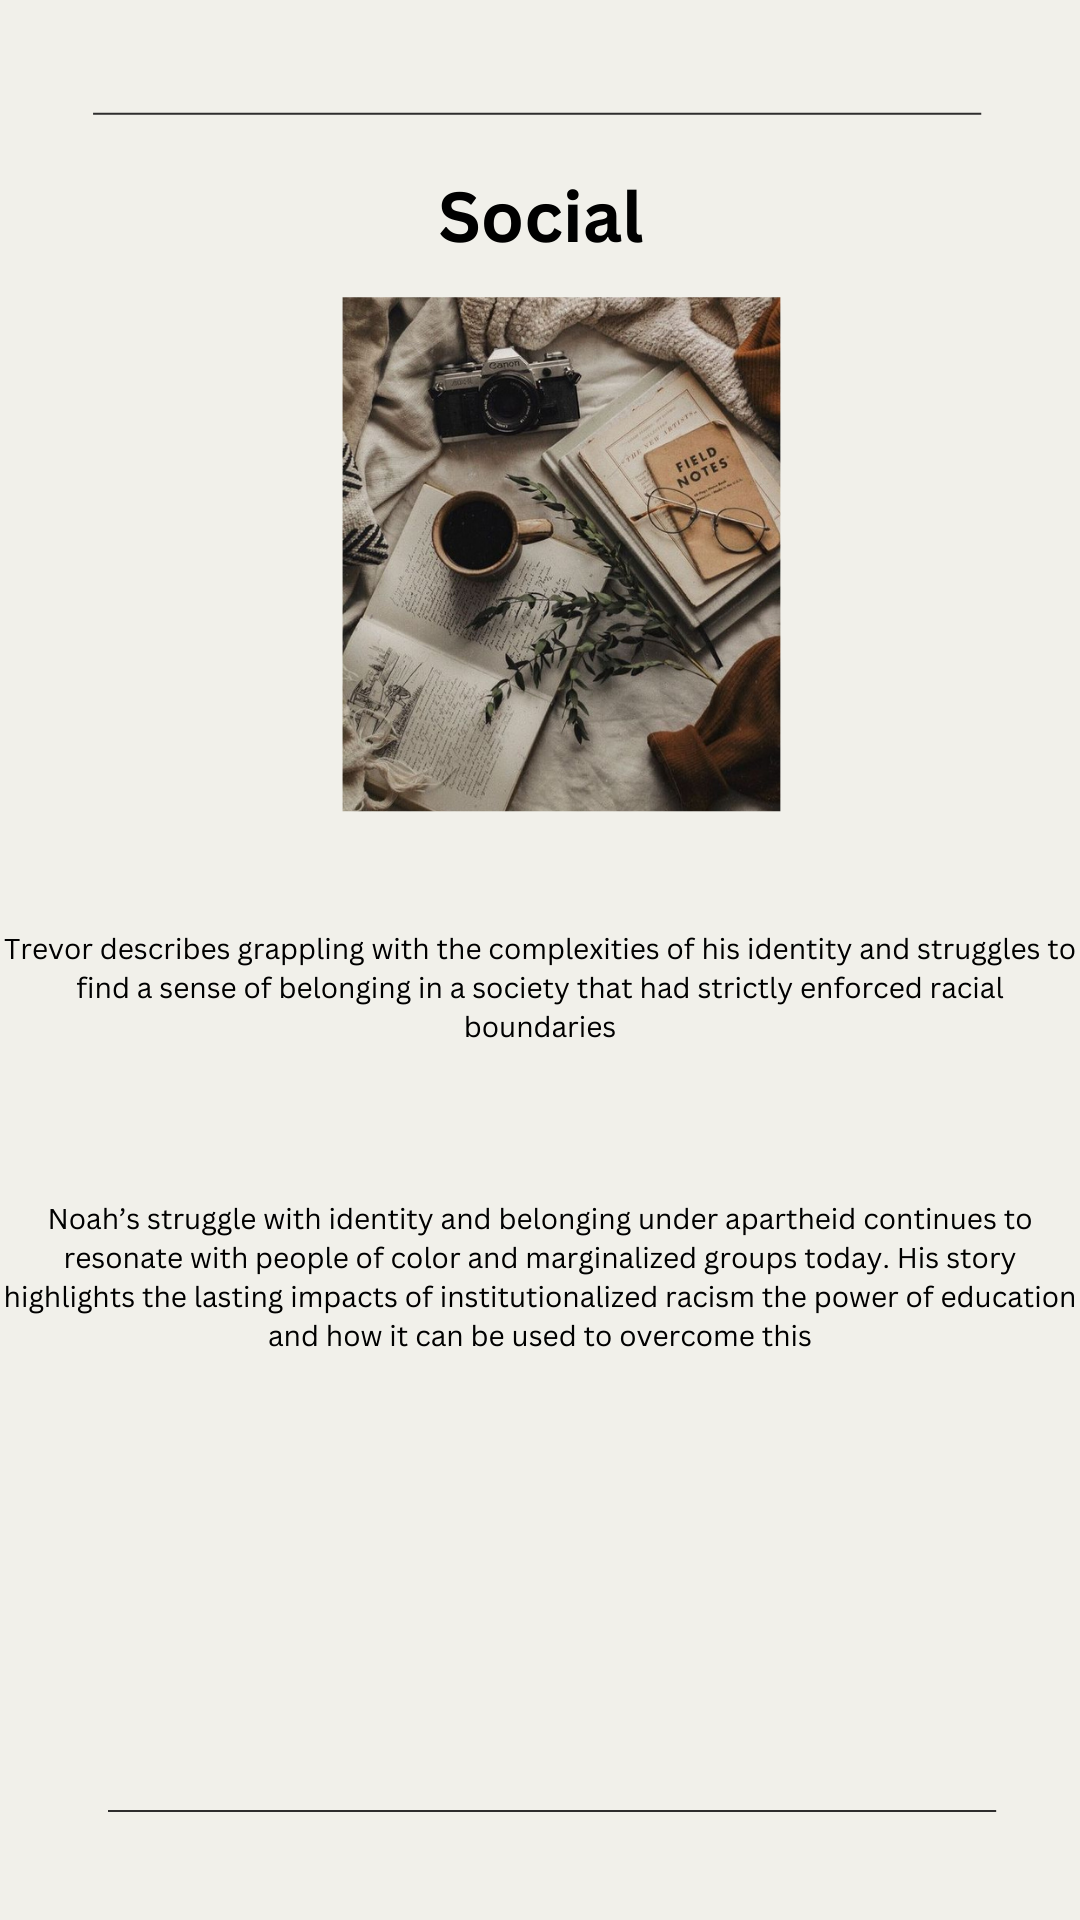 Social
Canon
"THE NEW ARTISTS"
FIELD
NOTES
Trevor describes grappling with the complexities of his identity and struggles to
find a sense of belonging in a society that had strictly enforced racial
boundaries
Noah’s struggle with identity and belonging under apartheid continues to
resonate with people of color and marginalized groups today. His story
highlights the lasting impacts of institutionalized racism the power of education
and how it can be used to overcome this